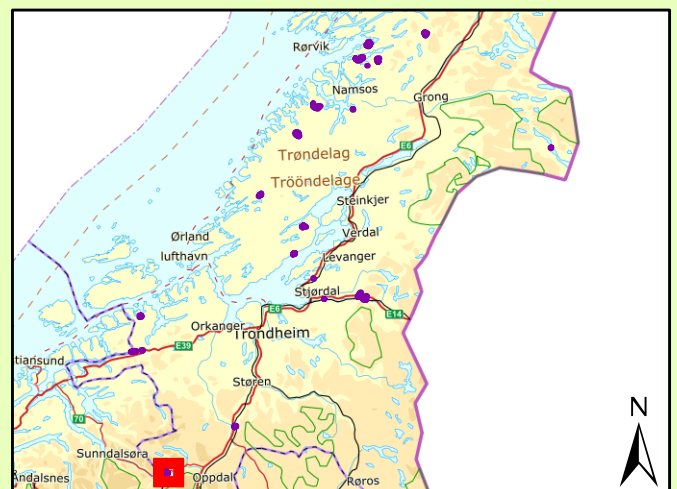 Rørvik
Namsos
Grong
E6
Trøndelag
Trööndelage
Steinkjer
Verdal
Ørland
lufthavn
Levanger
Stjørdal
E6
E14
Orkanger
Trondheim
E39
tiansund
Støren
70
Sunndalsøra
Åndalsnes
Oppdal
Røros
N